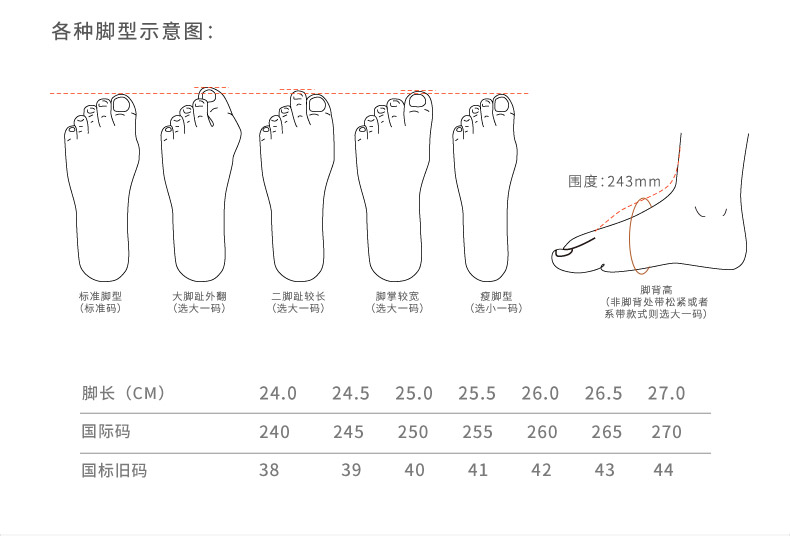 各种脚型示意图：
围度：243mm
标准脚型
（标准码）
大脚趾外翻
（选大一码）
二脚趾较长
（选大一码）
脚掌较宽
（选大一码）
瘦脚型
（选小一码）
脚背高
（非脚背处带松紧或者
系带款式则选大一码）
脚长（CM） 24.0 24.5 25.0 25.5 26.0 26.5 27.0
国际码 240 245 250 255 260 265 270
国标旧码 38 39 40 41 42 43 44